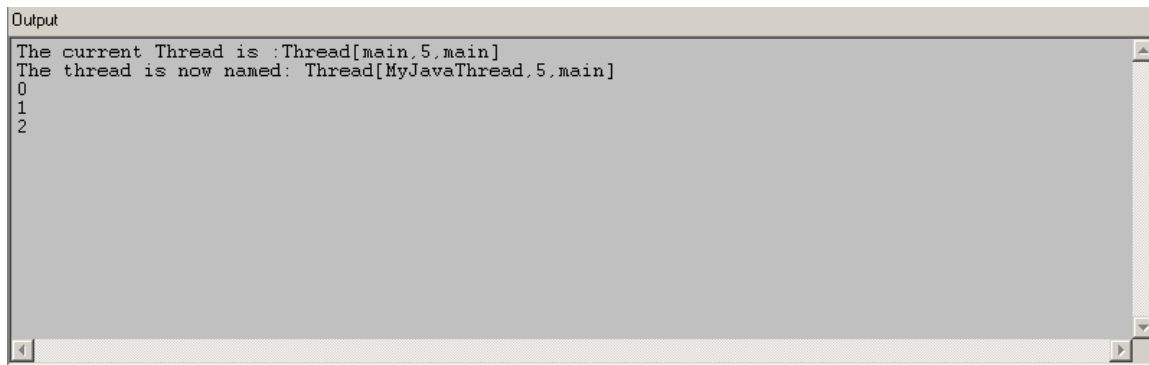 Output
The current Thread is :Thread[main,5,main]
The thread is now named: Thread[MyJavaThread,5,main]
0
1
2